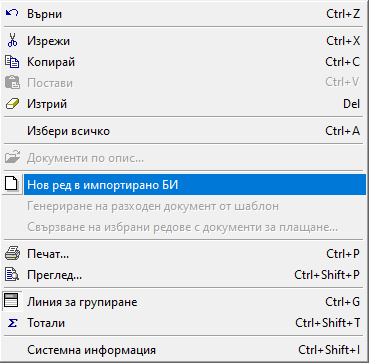 Върни Ctrl+Z
Изрежи Ctrl+X
Копирай Ctrl+C
Постави Ctrl+V
Изтрий Del
Избери всичко Ctrl+A
Документи по опис...
Нов ред в импортирано БИ
Генериране на разходен документ от шаблон
Свързване на избрани редове с документи за плащане...
Печат... Ctrl+P
Преглед... Ctrl+Shift+P
Линия за групиране Ctrl+G
Σ Тотали Ctrl+Shift+T
Системна информация Ctrl+Shift+I